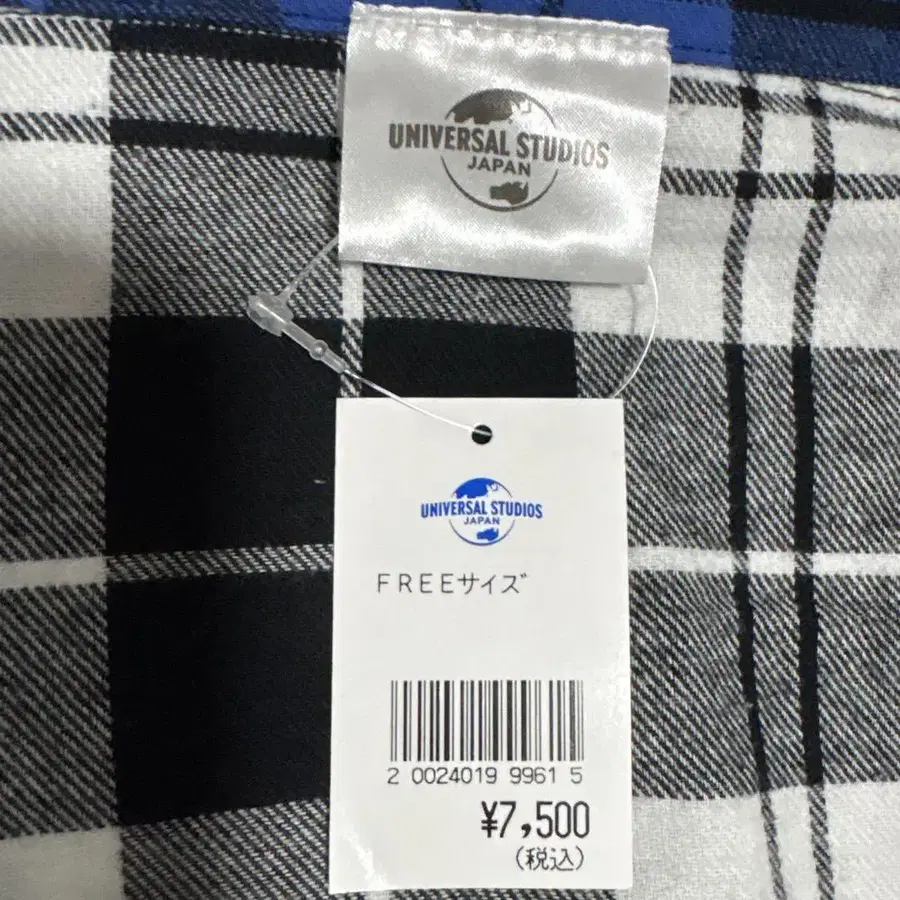 UNIVERSAL STUDIOS
JAPAN
UNIVERSAL STUDIOS
JAPAN
FREEサイズ
2 0024019 9961 5
¥7,500
(税込)